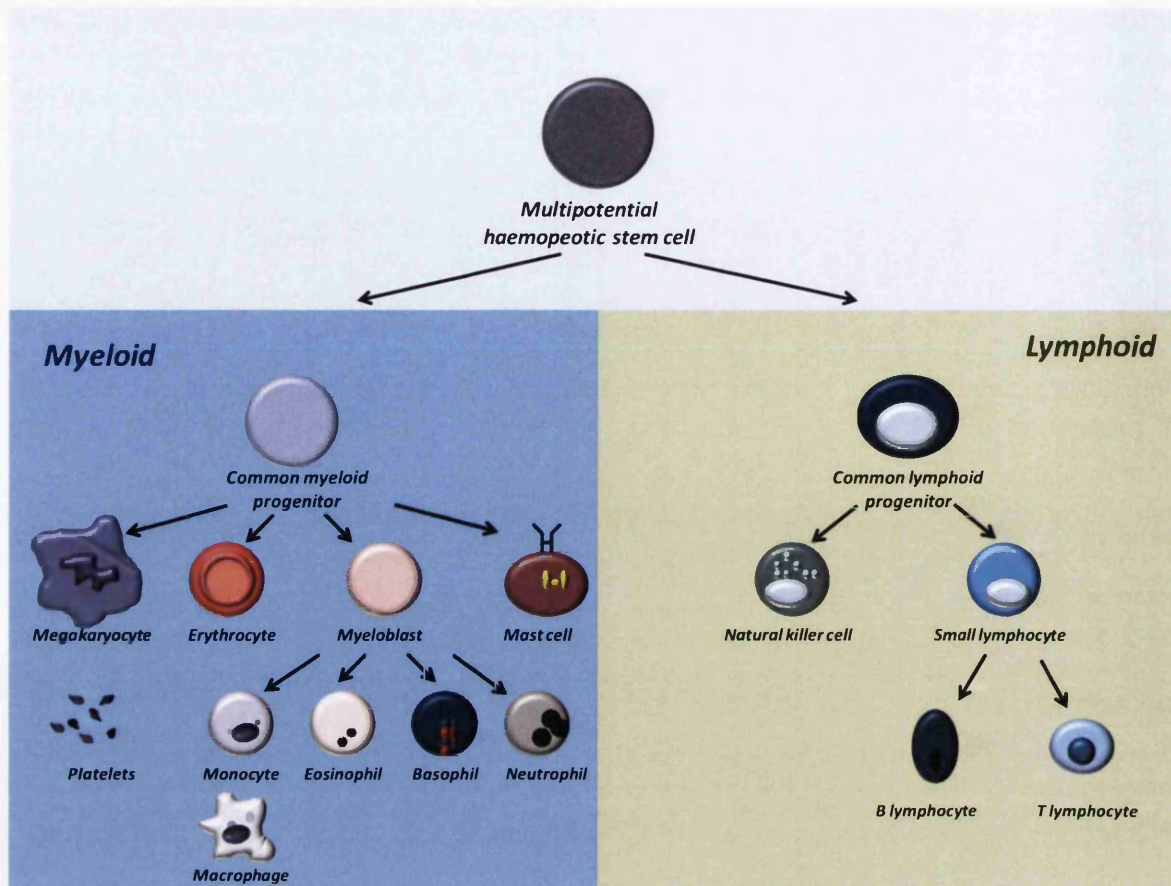 Multipotential
haemopeotic stem cell
Myeloid
Lymphoid
Common myeloid
progenitor
Common lymphoid
progenitor
Megakaryocyte
Erythrocyte
Myeloblast
Mast cell
Natural killer cell
Small lymphocyte
Platelets
Monocyte
Eosinophil
Basophil
Neutrophil
B lymphocyte
T lymphocyte
Macrophage